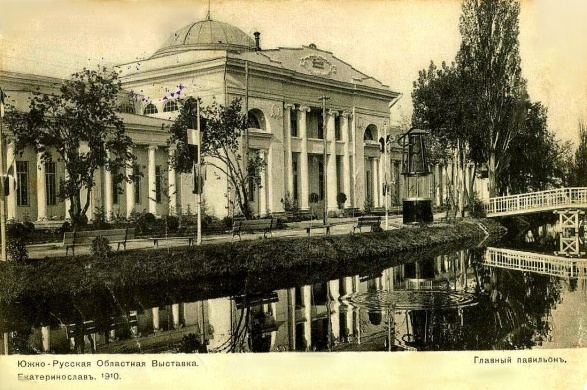 Южно-Русская Областная Выставка.
Екатеринославъ. 1910.
Главный павильонъ.